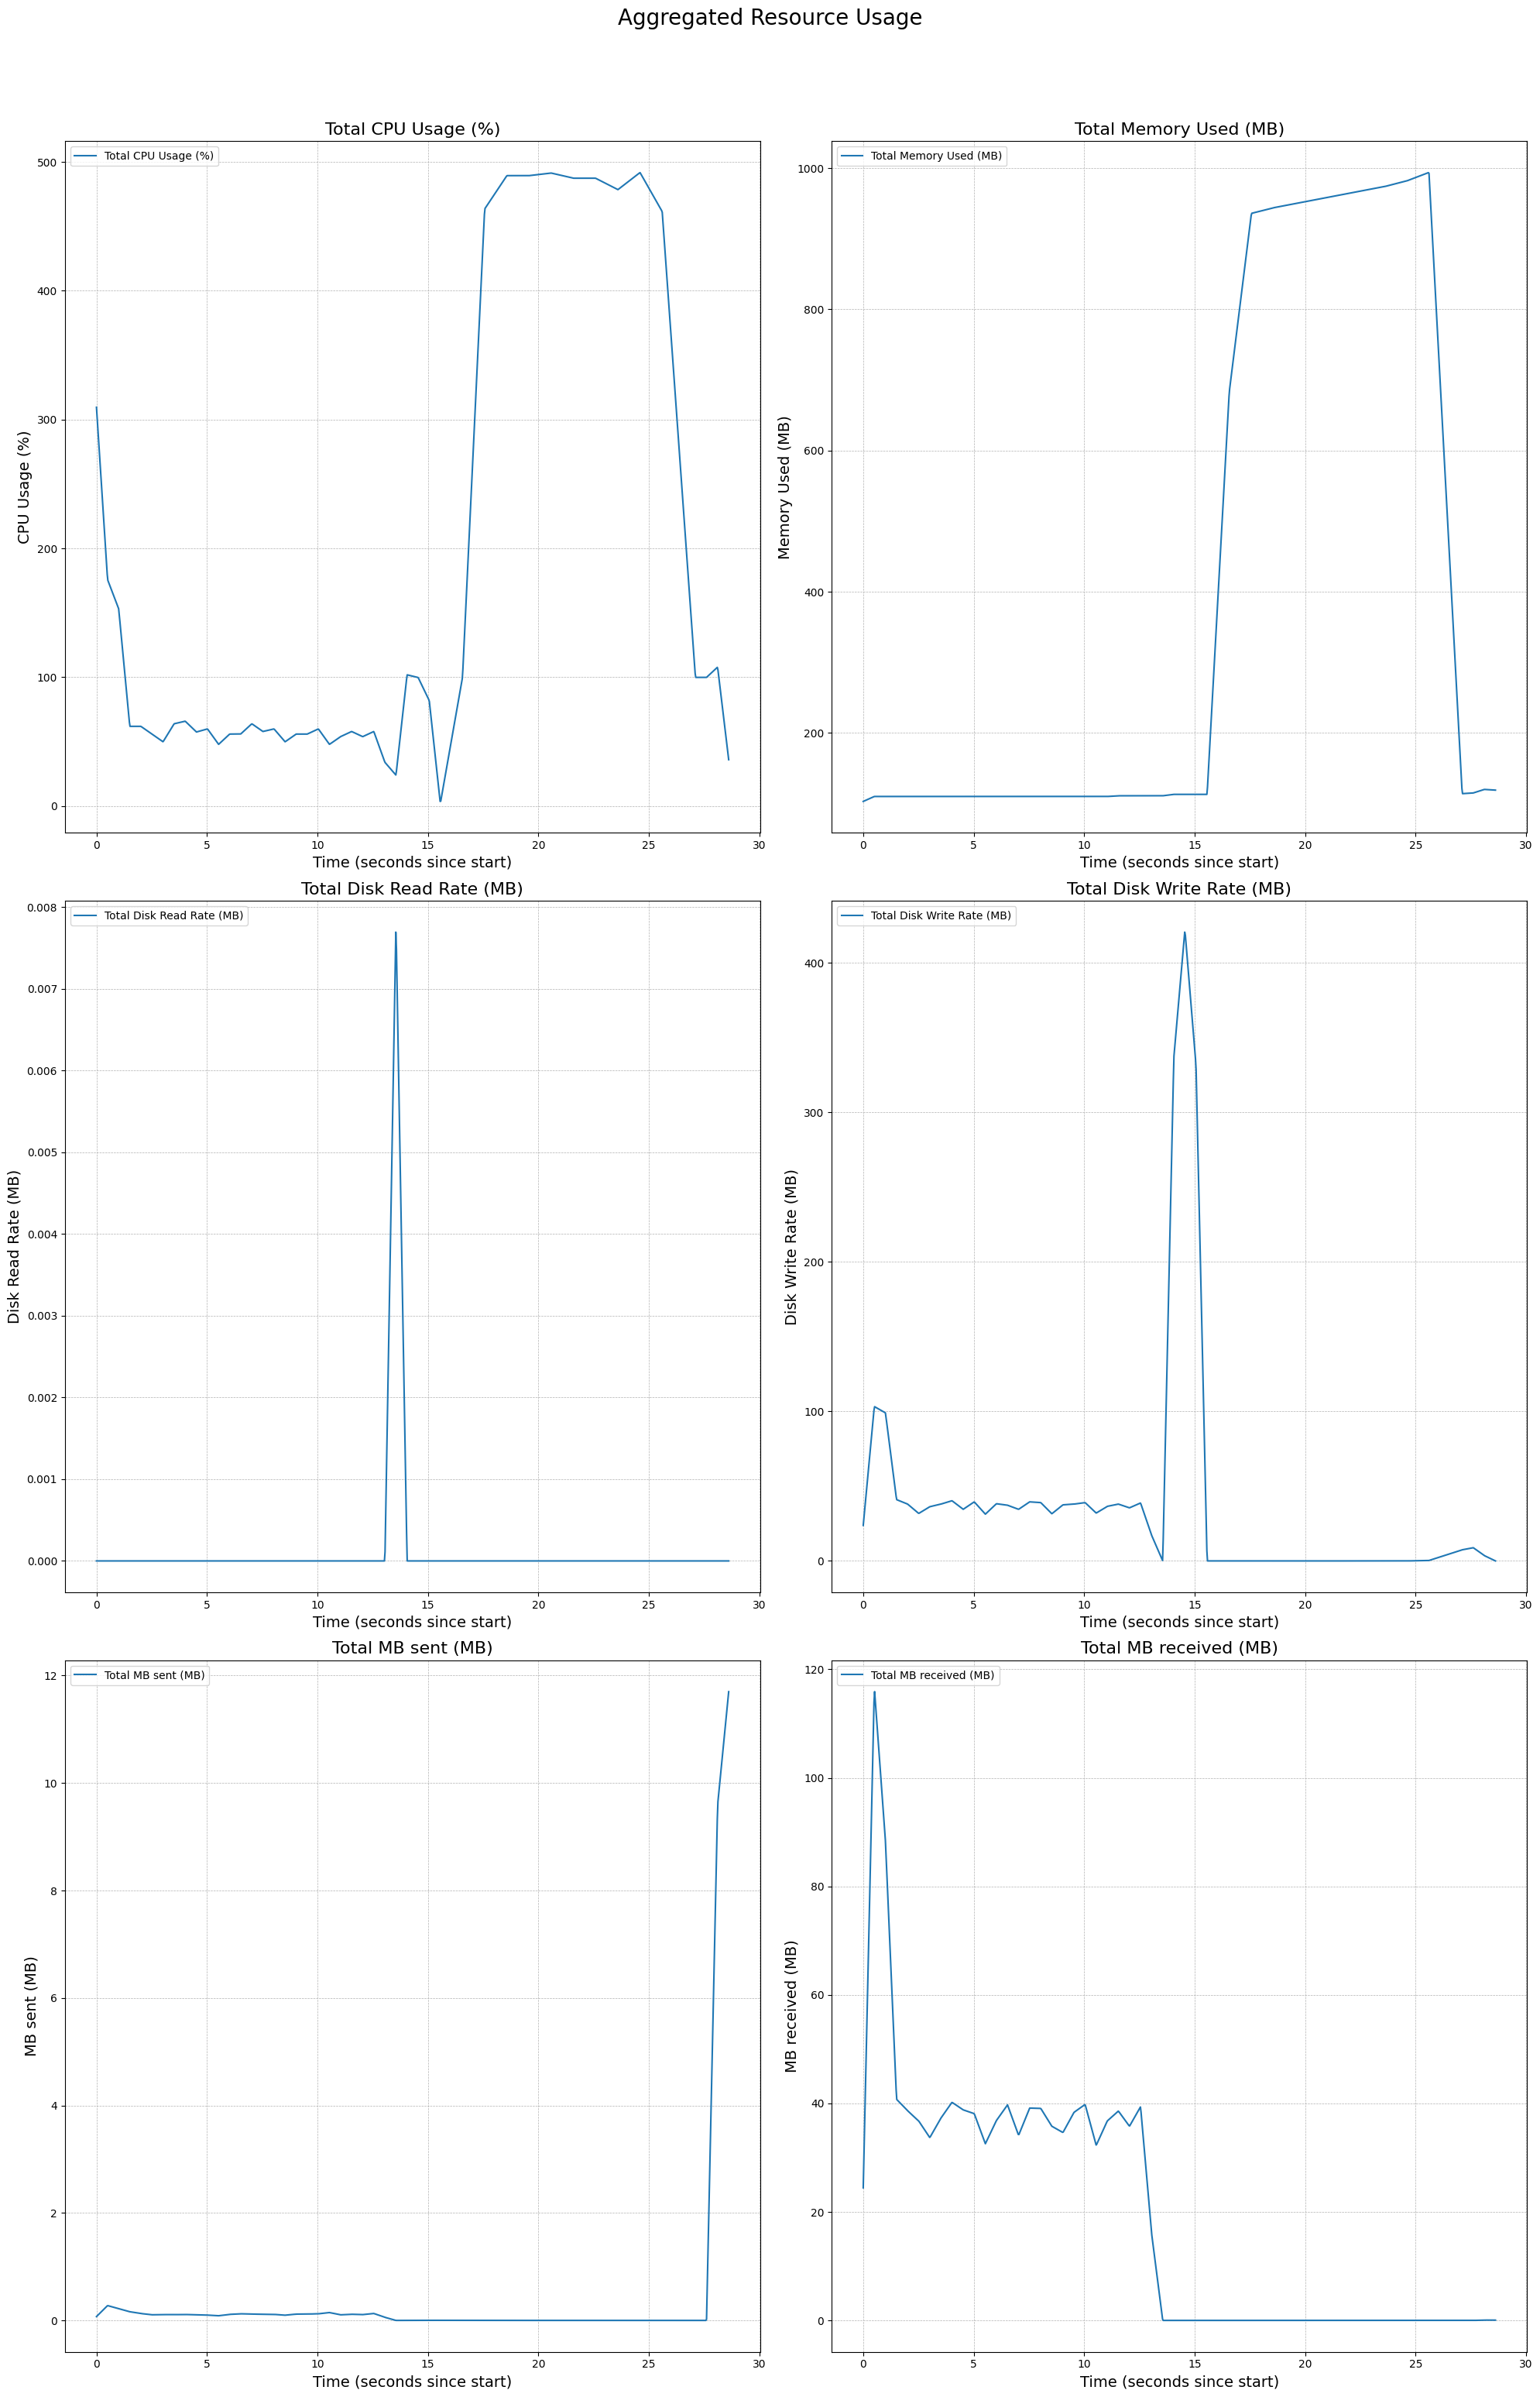 Aggregated Resource Usage
Total CPU Usage (%)
Total CPU Usage (%)
CPU Usage (%)
500
400
300
200
100
0
0 5 10 15 20 25 30
Time (seconds since start)
Total Memory Used (MB)
Total Memory Used (MB)
Memory Used (MB)
1000
800
600
400
200
0 5 10 15 20 25 30
Time (seconds since start)
Total Disk Read Rate (MB)
Total Disk Read Rate (MB)
Disk Read Rate (MB)
0.008
0.007
0.006
0.005
0.004
0.003
0.002
0.001
0.000
0 5 10 15 20 25 30
Time (seconds since start)
Total Disk Write Rate (MB)
Total Disk Write Rate (MB)
Disk Write Rate (MB)
400
300
200
100
0
0 5 10 15 20 25 30
Time (seconds since start)
Total MB sent (MB)
Total MB sent (MB)
MB sent (MB)
12
10
8
6
4
2
0
0 5 10 15 20 25 30
Time (seconds since start)
Total MB received (MB)
Total MB received (MB)
MB received (MB)
120
100
80
60
40
20
0
0 5 10 15 20 25 30
Time (seconds since start)